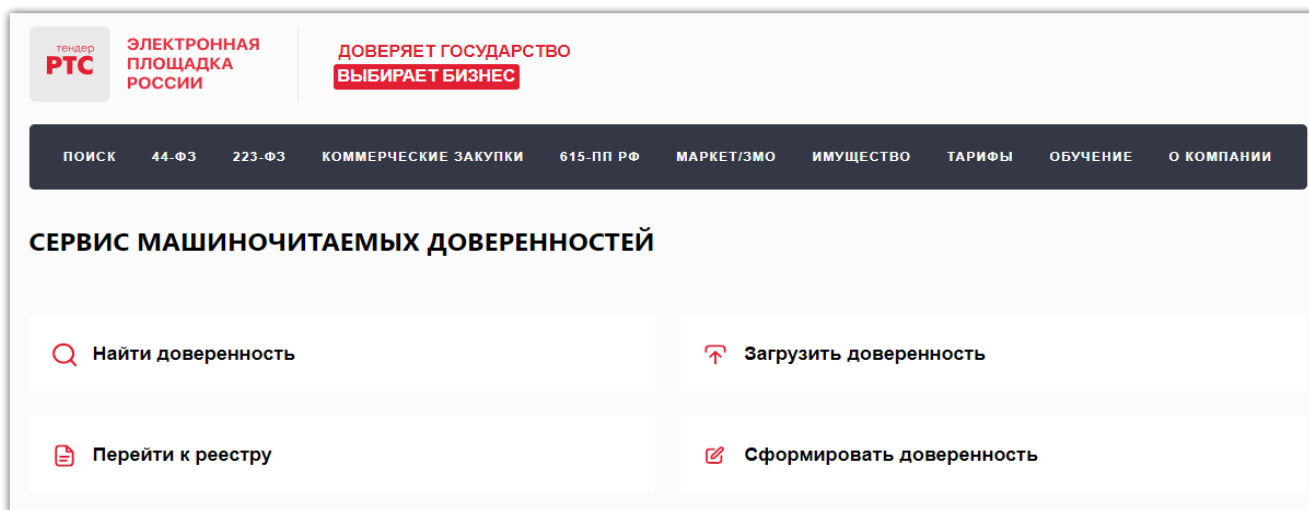 тендер
РТС
ЭЛЕКТРОННАЯ
ПЛОЩАДКА
РОССИИ
ДОВЕРЯЕТ ГОСУДАРСТВО
ВЫБИРАЕТ БИЗНЕС
ПОИСК 44-ФЗ 223-ФЗ КОММЕРЧЕСКИЕ ЗАКУПКИ 615-ПП РФ МАРКЕТ/ЗМО ИМУЩЕСТВО ТАРИФЫ ОБУЧЕНИЕ О КОМПАНИИ
СЕРВИС МАШИНОЧИТАЕМЫХ ДОВЕРЕННОСТЕЙ
Найти доверенность
Загрузить доверенность
Перейти к реестру
Сформировать доверенность